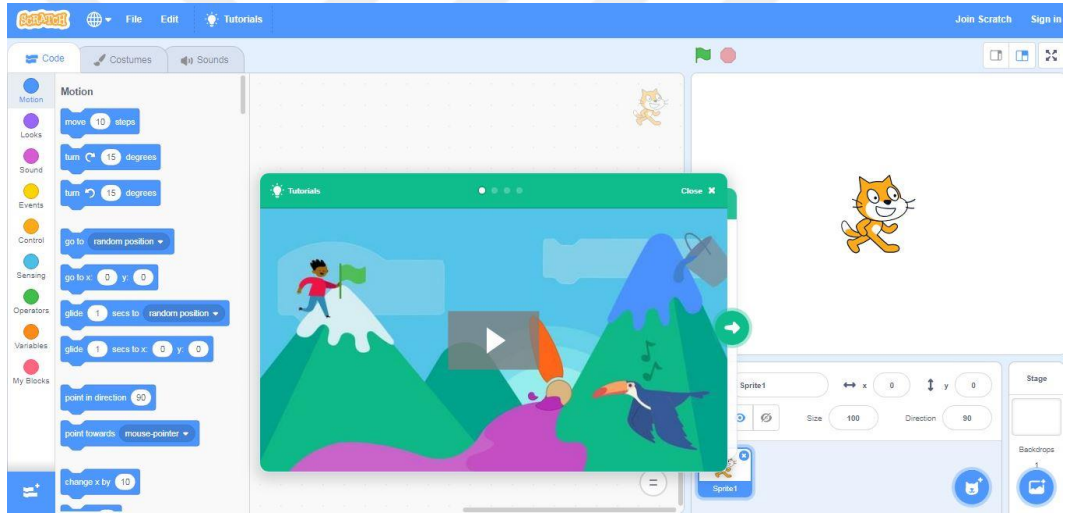 SCRATCH File Edit Tutorials Join Scratch Sign in
Code Costumes Sounds
Motion
Looks
Sound
Events
Control
Sensing
Operators
Variables
My Blocks
Motion
move 10 steps
turn 15 degrees
turn 15 degrees
go to random position
go to x: 0 y: 0
glide 1 secs to random position
glide 1 secs to x: 0 y: 0
point in direction 90
point towards mouse-pointer
change x by 10
Tutorials Close
Sprite1 x 0 y 0
Size 100 Direction 90
Sprite1
Stage
Backdrops
1